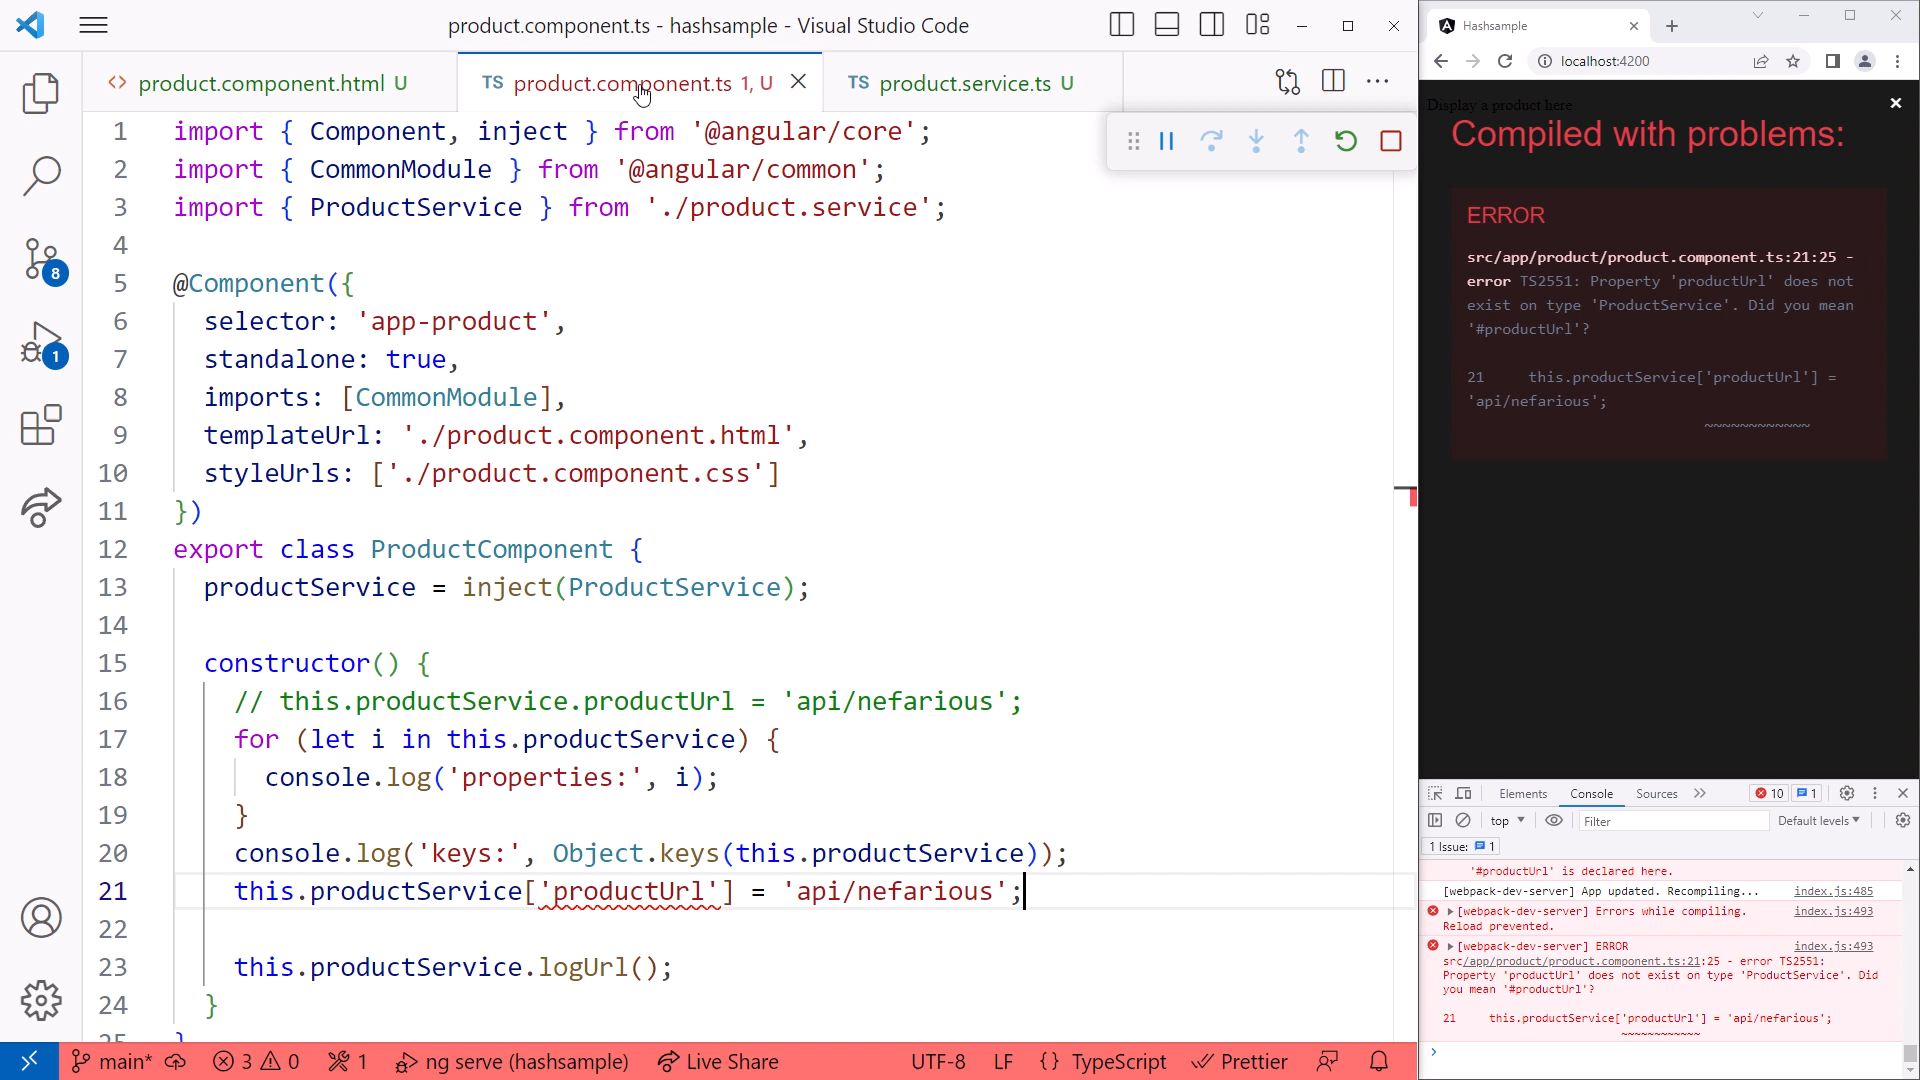 product.component.ts - hashsample - Visual Studio Code
<> product.component.html U
TS product.component.ts 1, U
TS product.service.ts U
1 import { Component, inject } from '@angular/core';
2 import { CommonModule } from '@angular/common';
3 import { ProductService } from './product.service';
4
5 @Component({
6 selector: 'app-product',
7 standalone: true,
8 imports: [CommonModule],
9 templateUrl: './product.component.html',
10 styleUrls: ['./product.component.css']
11 })
12 export class ProductComponent {
13 productService = inject(ProductService);
14
15 constructor() {
16 // this.productService.productUrl = 'api/nefarious';
17 for (let i in this.productService) {
18 console.log('properties:', i);
19 }
20 console.log('keys:', Object.keys(this.productService));
21 this.productService['productUrl'] = 'api/nefarious';
22
23 this.productService.logUrl();
24 }
25 }
8
1
main*
3
0
1
ng serve (hashsample)
Live Share
UTF-8
LF
{} TypeScript
Prettier
Hashsample
localhost:4200
Display a product here
Compiled with problems:
ERROR
src/app/product/product.component.ts:21:25 -
error TS2551: Property 'productUrl' does not
exist on type 'ProductService'. Did you mean
'#productUrl'?
21 this.productService['productUrl'] =
'api/nefarious';
~~~~~~~~~~~~
Elements
Console
Sources
10
1
top
Filter
Default levels
1 Issue: 1
'#productUrl' is declared here.
[webpack-dev-server] App updated. Recompiling... index.js:485
[webpack-dev-server] Errors while compiling. index.js:493
Reload prevented.
[webpack-dev-server] ERROR index.js:493
src/app/product/product.component.ts:21:25 - error TS2551:
Property 'productUrl' does not exist on type 'ProductService'. Did
you mean '#productUrl'?
21 this.productService['productUrl'] = 'api/nefarious';
~~~~~~~~~~~~